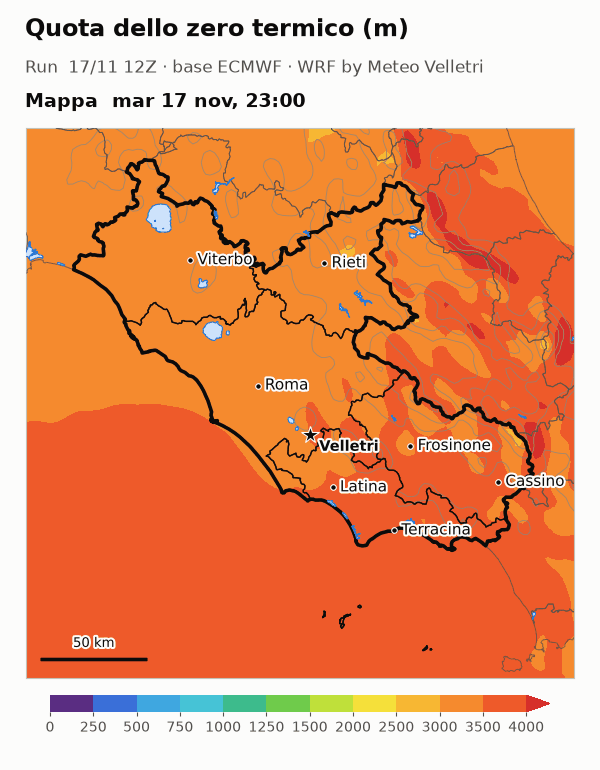 Quota dello zero termico (m)
Run  17/11 12Z · base ECMWF · WRF by Meteo Velletri
Mappa  mar 17 nov, 23:00
Viterbo
Rieti
Roma
Velletri
Frosinone
Cassino
Latina
Terracina
50 km
0 250 500 750 1000 1250 1500 2000 2500 3000 3500 4000